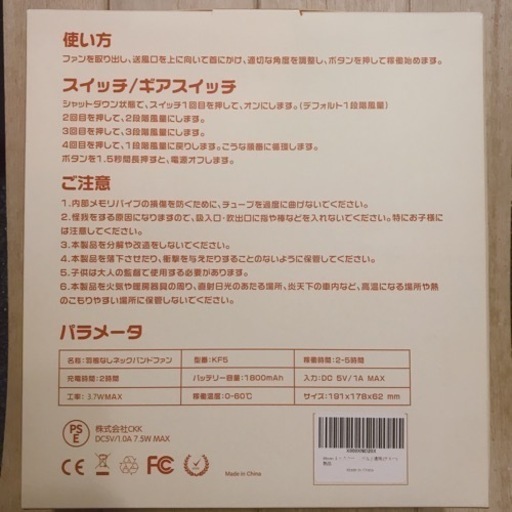 使い方
ファンを取り出し、送風口を上に向いて首にかけ、適切な角度を調整し、ボタンを押して稼働始めます。
スイッチ/ギアスイッチ
シャットダウン状態で、スイッチ1回目を押して、オンにします。(デフォルト1段階風量)
2回目を押して、2段階風量にします。
3回目を押して、3段階風量にします。
4回目を押して、1段階風量に戻りします。こうな順番に循環します。
ボタンを1.5秒間長押すと、電源オフします。
ご注意
1.内部メモリパイプの損傷を防ぐために、チューブを過度に曲げないでください。
2.怪我をする原因になりますので、吸入口・吹出口に指や棒などを入れないでください。特にお子様に
は注意してください。
3.本製品を分解や改造をしないでください。
4.本製品を落下させたり、衝撃を与えたりすることのないように保管してください。
5.子供は大人の監督で使用する必要があります。
6.本製品を火気や暖房器具の周り、直射日光のあたる場所、炎天下の車内など、高温になる場所や熱
のこもりやすい場所に保管しないでください。
パラメータ
名称:羽根なしネックバンドファン 型番:KF5 稼働時間:2-5時間
充電時間:2時間 バッテリー容量:1800mAh 入力:DC 5V/1A MAX
工率: 3.7WMAX 稼働温度:0-60℃ サイズ:191x178x62 mm
PSE 株式会社CKK
DC5V/1.0A 7.5W MAX
CE FC Made in China
新品
Made in China